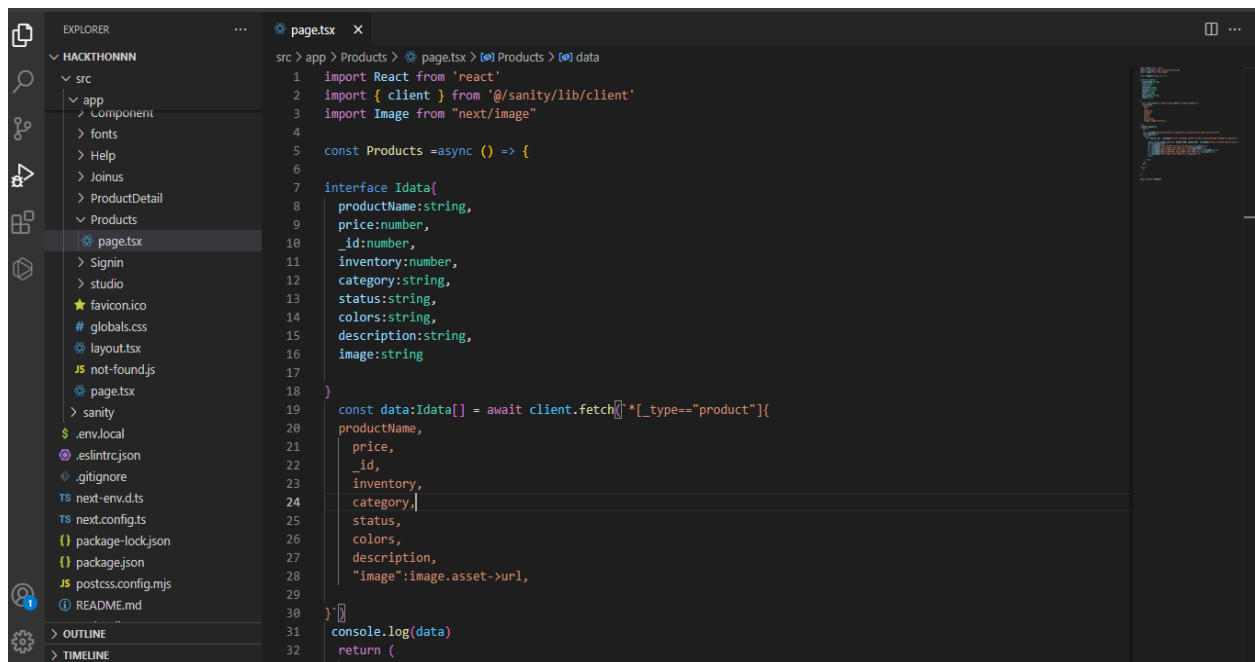 EXPLORER
HACKTHONNN
src
app
Component
fonts
Help
Joinus
ProductDetail
Products
page.tsx
Signin
studio
favicon.ico
# globals.css
layout.tsx
JS not-found.js
page.tsx
sanity
$ .env.local
.eslintrc.json
.gitignore
TS next-env.d.ts
TS next.config.ts
{} package-lock.json
{} package.json
JS postcss.config.mjs
README.md
OUTLINE
TIMELINE
1
page.tsx
src > app > Products > page.tsx > Products > data
1 import React from 'react'
2 import { client } from '@/sanity/lib/client'
3 import Image from "next/image"
4
5 const Products =async () => {
6
7 interface Idata{
8 productName:string,
9 price:number,
10 _id:number,
11 inventory:number,
12 category:string,
13 status:string,
14 colors:string,
15 description:string,
16 image:string
17
18 }
19 const data:Idata[] = await client.fetch(`*[_type=="product"]{
20 productName,
21 price,
22 _id,
23 inventory,
24 category,
25 status,
26 colors,
27 description,
28 "image":image.asset->url,
29
30 }`)
31 console.log(data)
32 return (